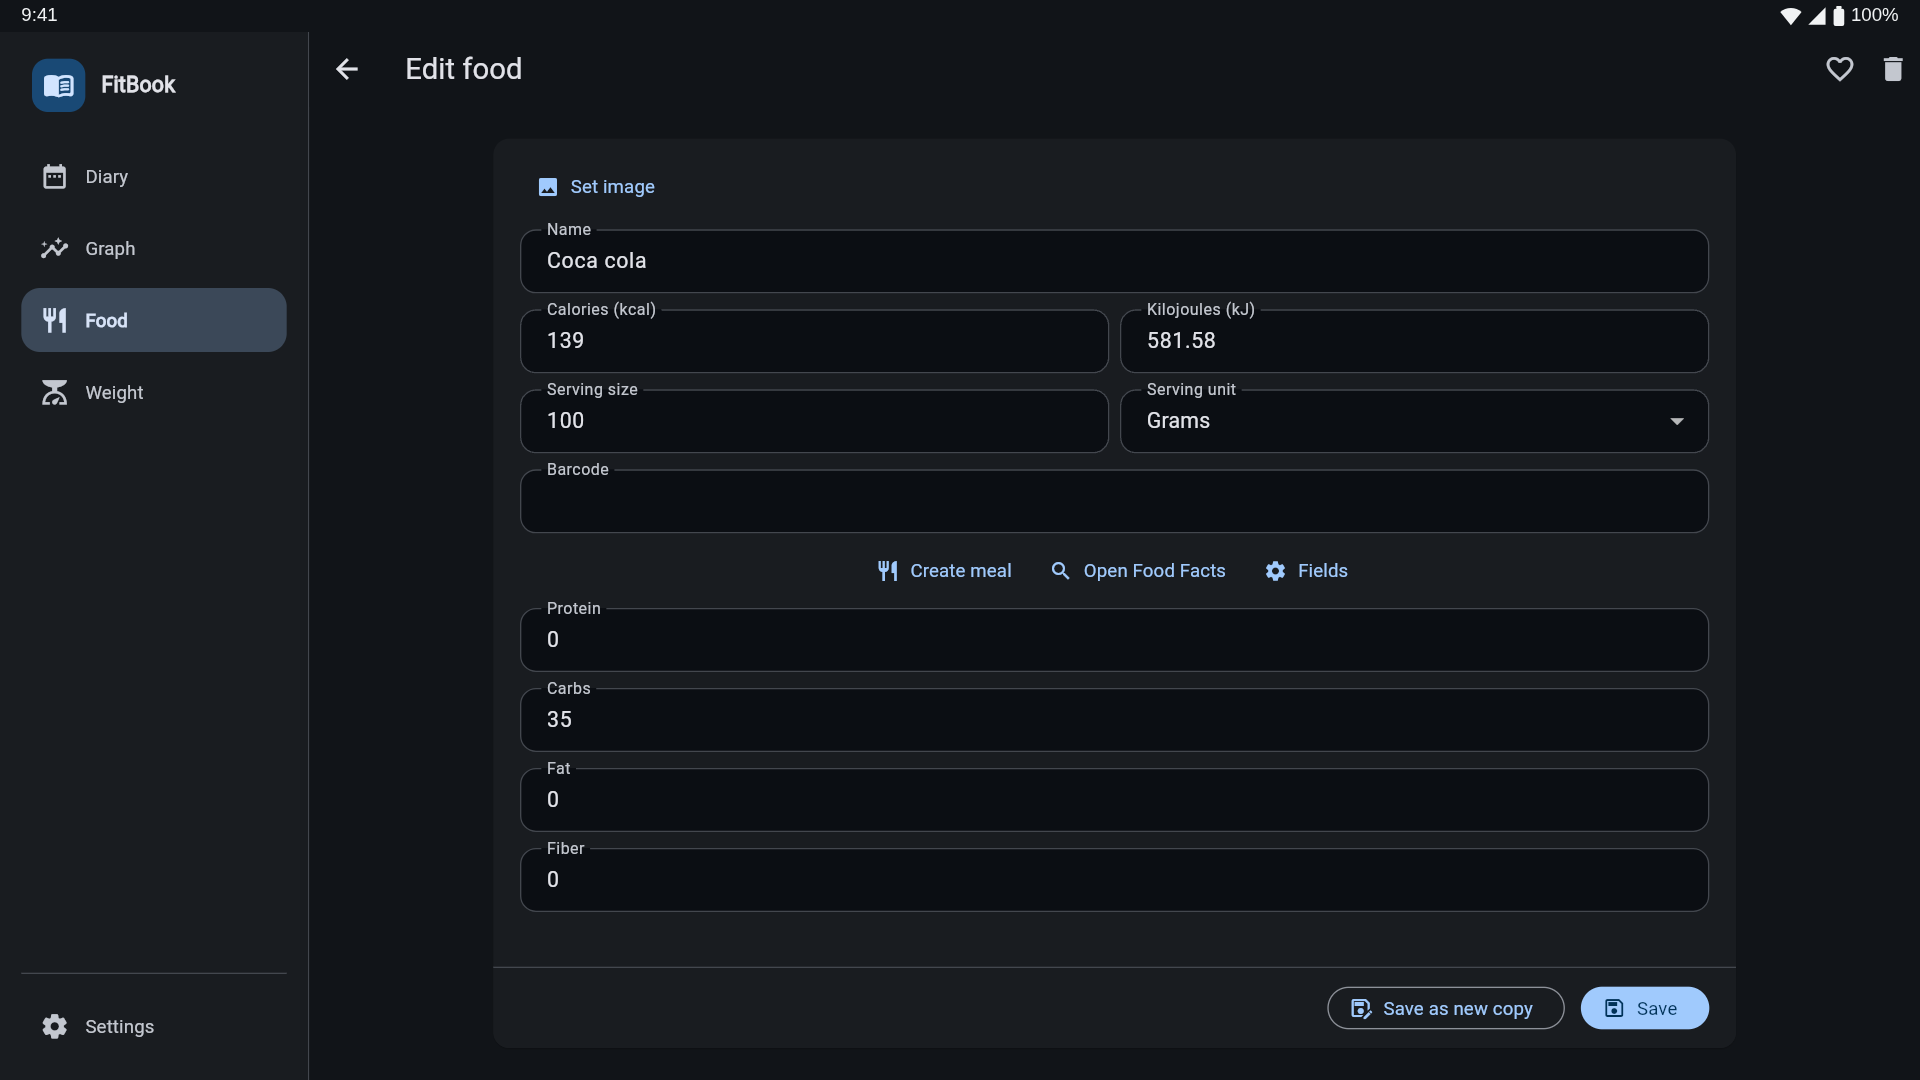 9:41
100%
FitBook
Edit food
Diary
Graph
Food
Weight
Settings
Set image
Name
Coca cola
Calories (kcal)
139
Kilojoules (kJ)
581.58
Serving size
100
Serving unit
Grams
Barcode
Create meal
Open Food Facts
Fields
Protein
0
Carbs
35
Fat
0
Fiber
0
Save as new copy
Save